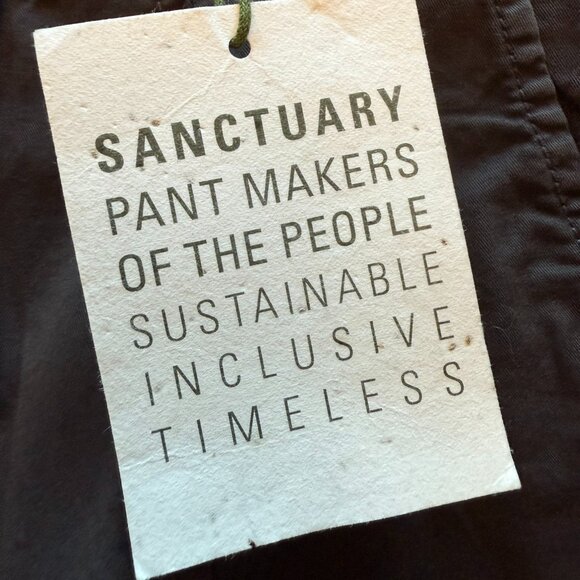 SANCTUARY
PANT MAKERS
OF THE PEOPLE
SUSTAINABLE
INCLUSIVE
TIMELESS